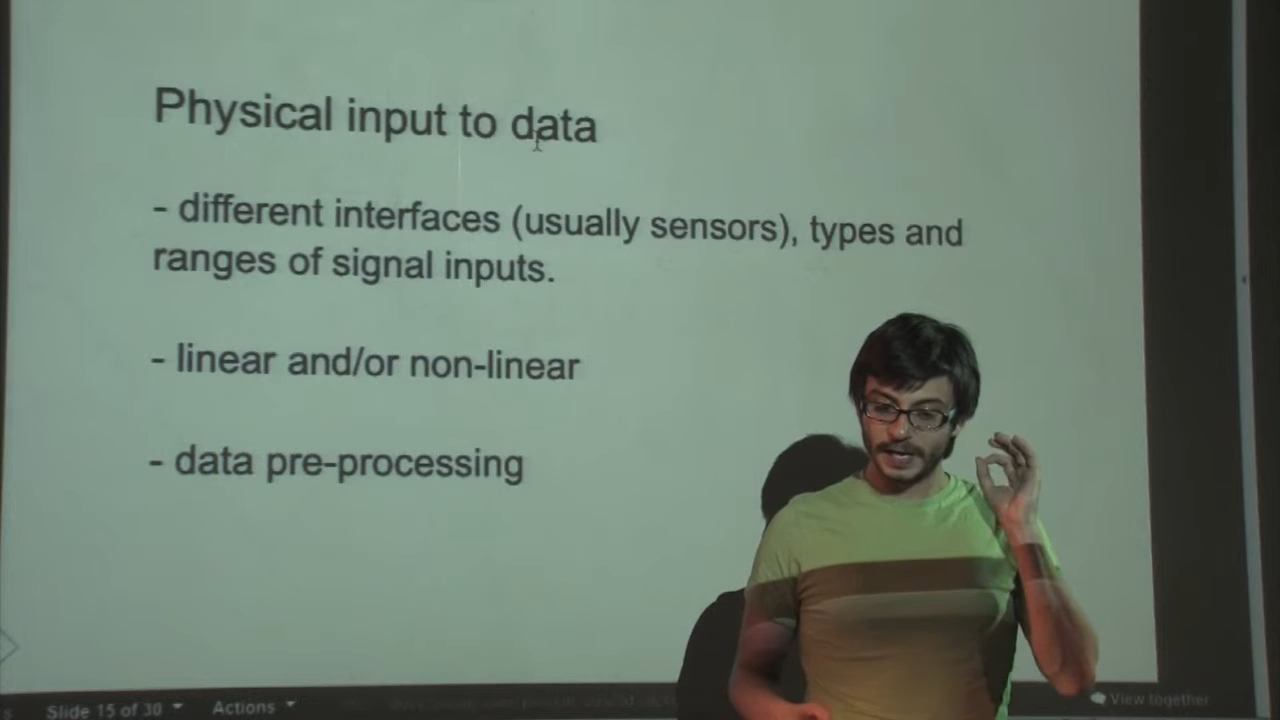 Physical input to data
- different interfaces (usually sensors), types and
ranges of signal inputs.
- linear and/or non-linear
- data pre-processing
Slide 15 of 30
Actions
View together